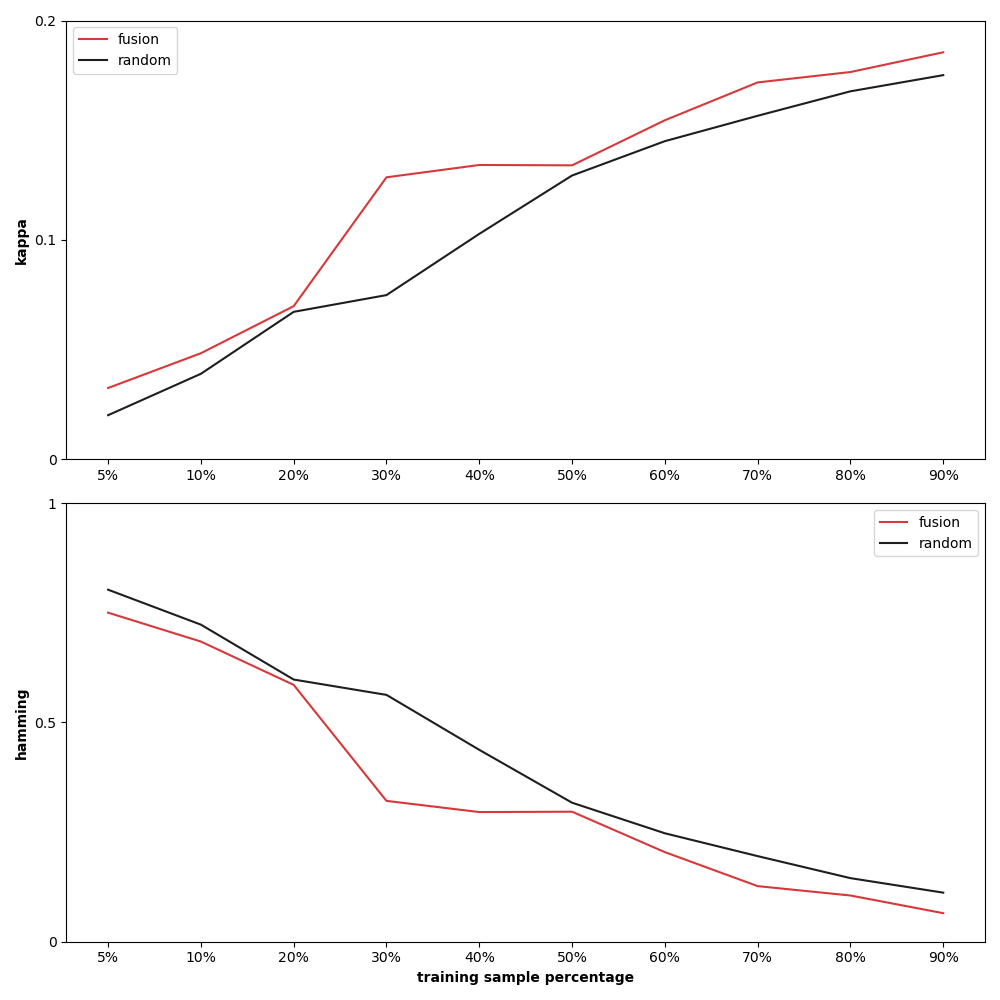 0.2
fusion
random
kappa
0.1
0
5% 10% 20% 30% 40% 50% 60% 70% 80% 90%
1
fusion
random
hamming
0.5
0
5% 10% 20% 30% 40% 50% 60% 70% 80% 90%
training sample percentage